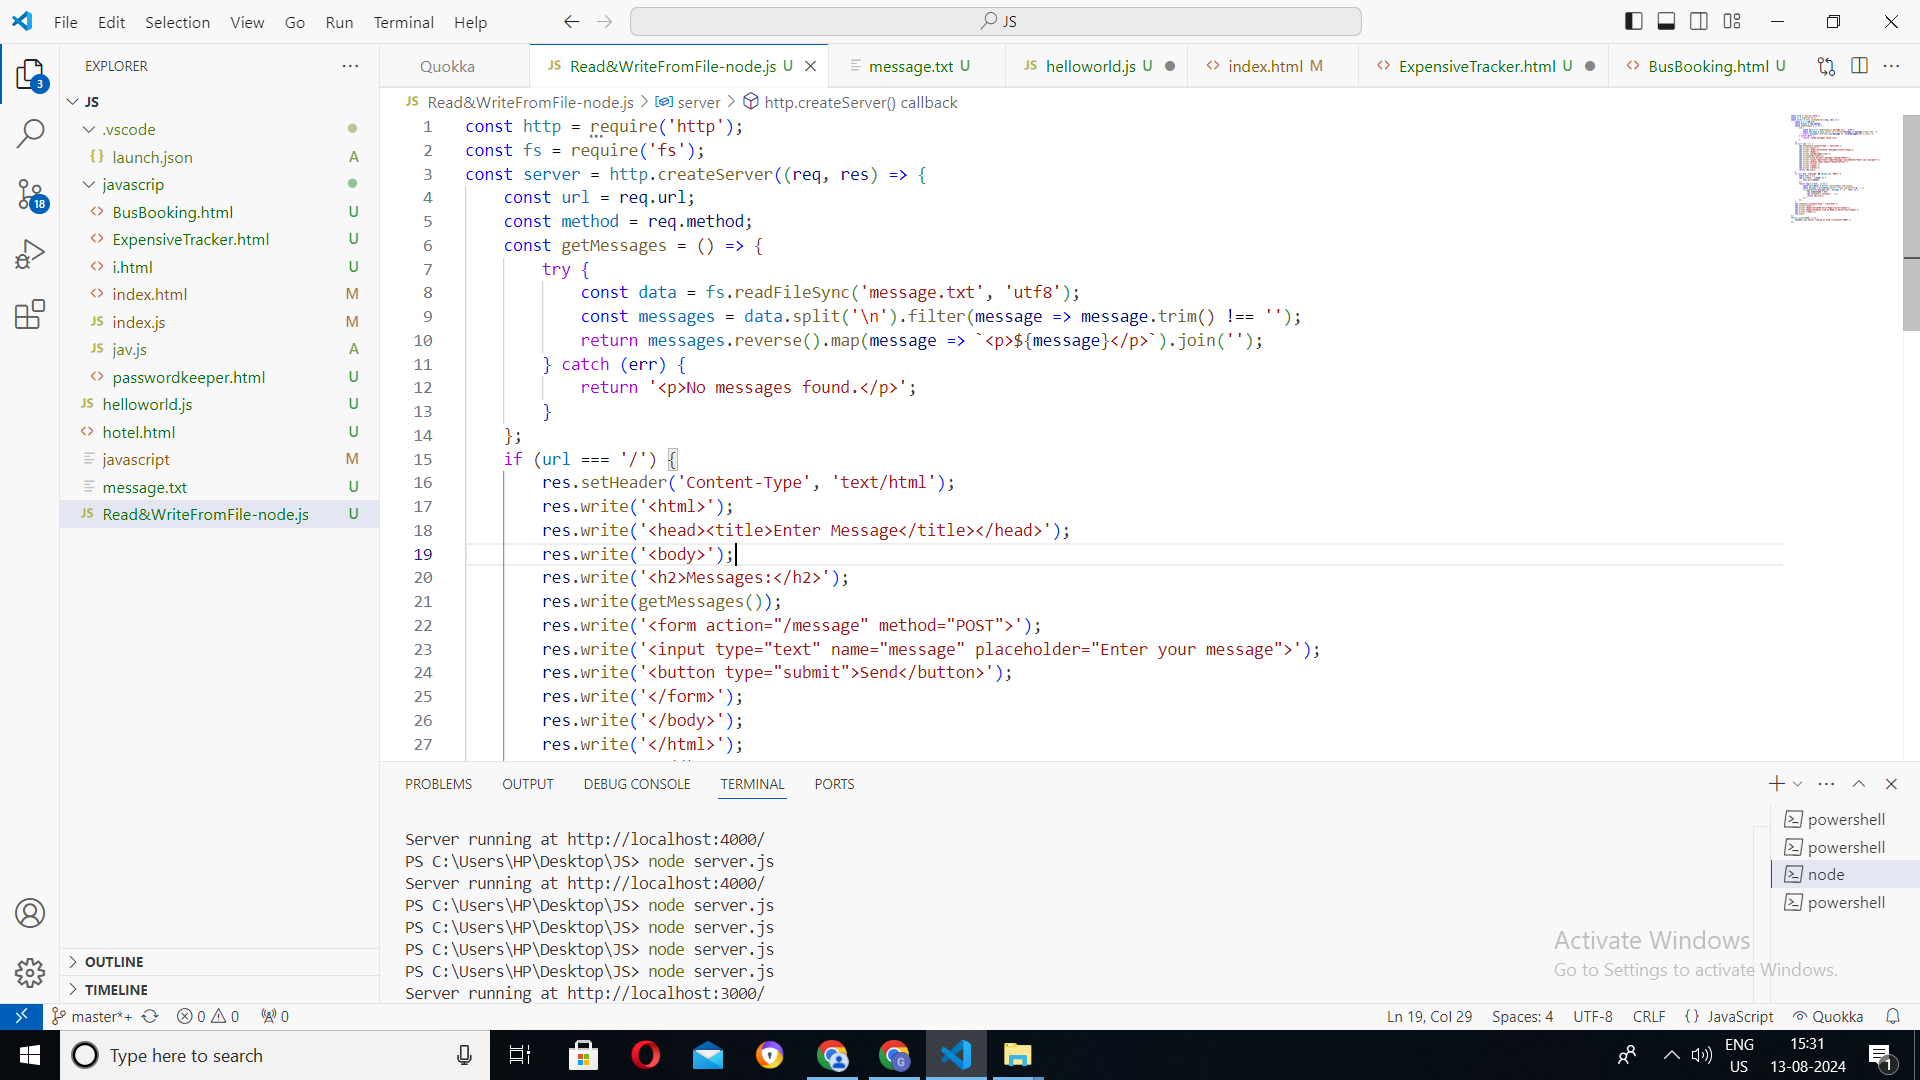 File Edit Selection View Go Run Terminal Help
JS
EXPLORER
JS
.vscode
launch.json A
javascrip
BusBooking.html U
ExpensiveTracker.html U
i.html U
index.html M
index.js M
jav.js A
passwordkeeper.html U
helloworld.js U
hotel.html U
javascript M
message.txt U
Read&WriteFromFile-node.js U
OUTLINE
TIMELINE
3
18
Quokka
JS Read&WriteFromFile-node.js U
message.txt U
JS helloworld.js U
index.html M
ExpensiveTracker.html U
BusBooking.html U
JS Read&WriteFromFile-node.js > server > http.createServer() callback
1 const http = require('http');
2 const fs = require('fs');
3 const server = http.createServer((req, res) => {
4 const url = req.url;
5 const method = req.method;
6 const getMessages = () => {
7 try {
8 const data = fs.readFileSync('message.txt', 'utf8');
9 const messages = data.split('\n').filter(message => message.trim() !== '');
10 return messages.reverse().map(message => `<p>${message}</p>`).join('');
11 } catch (err) {
12 return '<p>No messages found.</p>';
13 }
14 };
15 if (url === '/') {
16 res.setHeader('Content-Type', 'text/html');
17 res.write('<html>');
18 res.write('<head><title>Enter Message</title></head>');
19 res.write('<body>');
20 res.write('<h2>Messages:</h2>');
21 res.write(getMessages());
22 res.write('<form action="/message" method="POST">');
23 res.write('<input type="text" name="message" placeholder="Enter your message">');
24 res.write('<button type="submit">Send</button>');
25 res.write('</form>');
26 res.write('</body>');
27 res.write('</html>');
PROBLEMS OUTPUT DEBUG CONSOLE TERMINAL PORTS
Server running at http://localhost:4000/
PS C:\Users\HP\Desktop\JS> node server.js
Server running at http://localhost:4000/
PS C:\Users\HP\Desktop\JS> node server.js
PS C:\Users\HP\Desktop\JS> node server.js
PS C:\Users\HP\Desktop\JS> node server.js
PS C:\Users\HP\Desktop\JS> node server.js
Server running at http://localhost:3000/
powershell
powershell
node
powershell
Activate Windows
Go to Settings to activate Windows.
master*+ 0 0 0
Ln 19, Col 29 Spaces: 4 UTF-8 CRLF {} JavaScript Quokka
Type here to search
G
ENG
US
15:31
13-08-2024
1